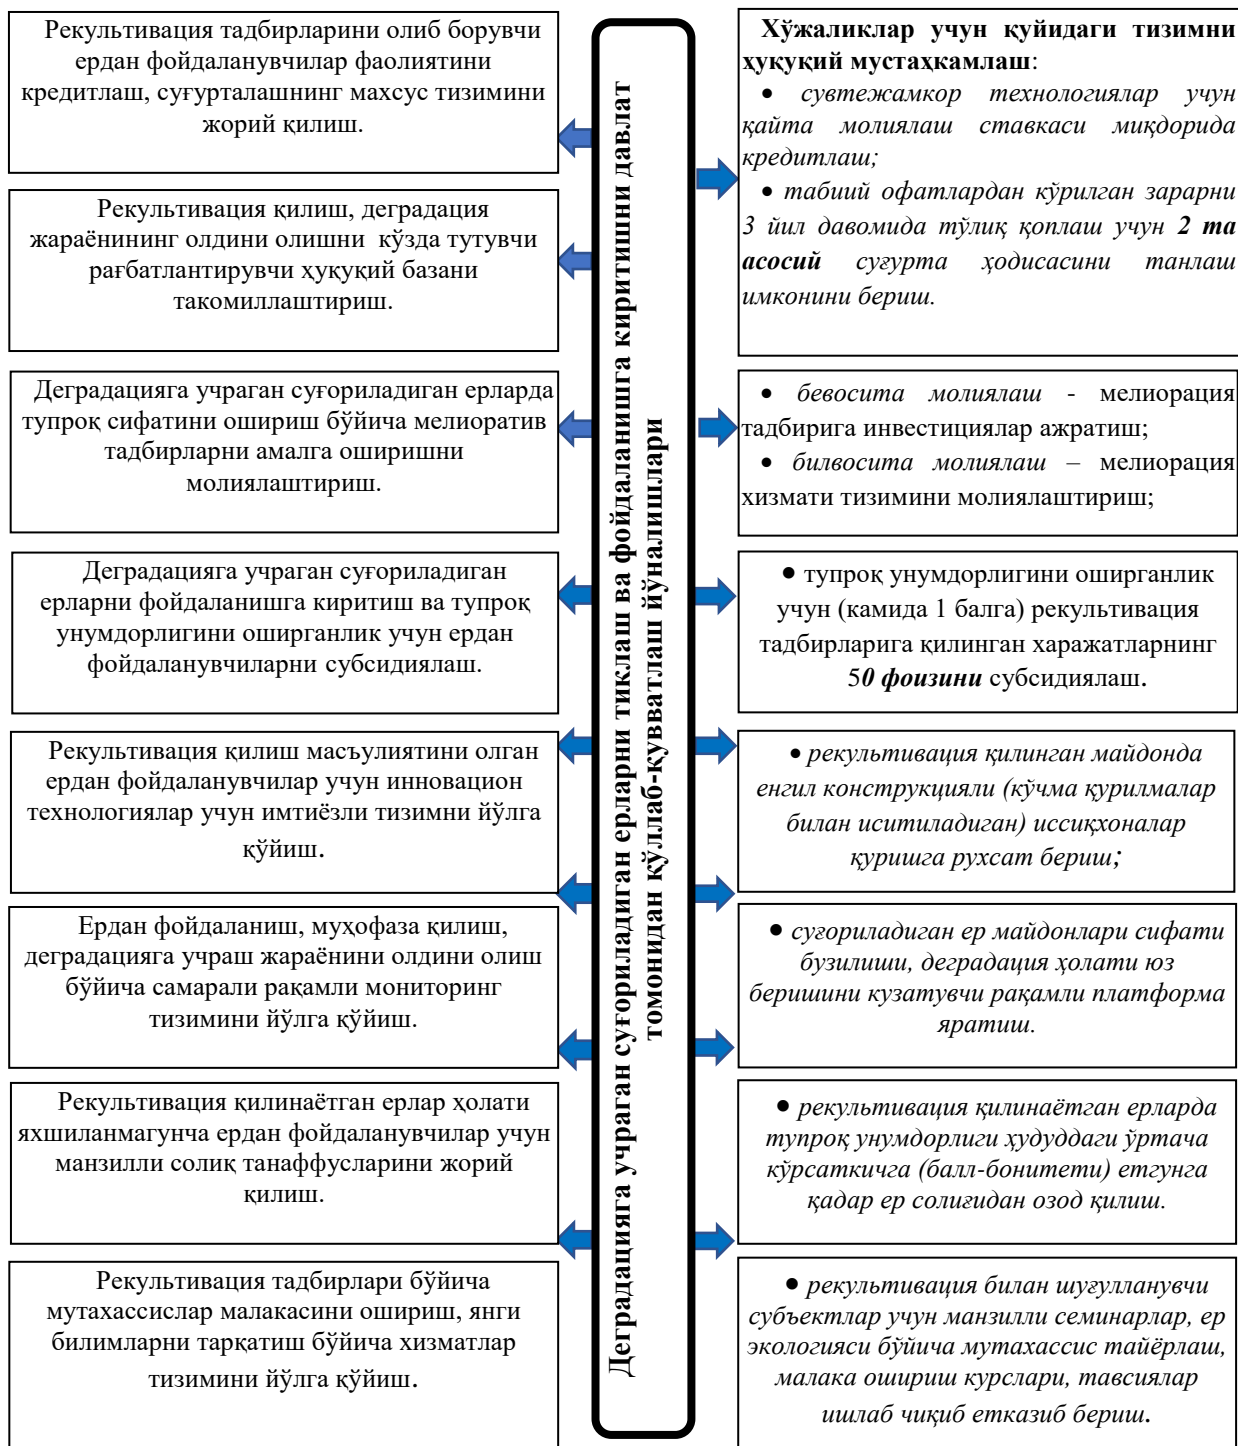 Рекультивация тадбирларини олиб борувчи
ердан фойдаланувчилар фаолиятини
кредитлаш, суғурталашнинг махсус тизимини
жорий қилиш.
Рекультивация қилиш, деградация
жараёнининг олдини олишни кўзда тутувчи
рағбатлантирувчи ҳуқуқий базани
такомиллаштириш.
Деградацияга учраган суғориладиган ерларда
тупроқ сифатини ошириш бўйича мелиоратив
тадбирларни амалга оширишни
молиялаштириш.
Деградацияга учраган суғориладиган
ерларни фойдаланишга киритиш ва тупроқ
унумдорлигини оширганлик учун ердан
фойдаланувчиларни субсидиялаш.
Рекультивация қилиш масъулиятини олган
ердан фойдаланувчилар учун инновацион
технологиялар учун имтиёзли тизимни йўлга
қўйиш.
Ердан фойдаланиш, муҳофаза қилиш,
деградацияга учраш жараёнини олдини олиш
бўйича самарали рақамли мониторинг
тизимини йўлга қўйиш.
Рекультивация қилинаётган ерлар ҳолати
яхшиланмагунча ердан фойдаланувчилар учун
манзилли солиқ танаффусларини жорий
қилиш.
Рекультивация тадбирлари бўйича
мутахассислар малакасини ошириш, янги
билимларни тарқатиш бўйича хизматлар
тизимини йўлга қўйиш.
Деградацияга учраган суғориладиган ерларни тиклаш ва фойдаланишга киритишни давлат
томонидан қўллаб-қувватлаш йўналишлари
Хўжаликлар учун қуйидаги тизимни
ҳуқуқий мустаҳкамлаш:
• сувтежамкор технологиялар учун
қайта молиялаш ставкаси миқдорида
кредитлаш;
• табиий офатлардан кўрилган зарарни
3 йил давомида тўлиқ қоплаш учун 2 та
асосий суғурта ҳодисасини танлаш
имконини бериш.
• бевосита молиялаш - мелиорация
тадбирига инвестициялар ажратиш;
• билвосита молиялаш – мелиорация
хизмати тизимини молиялаштириш;
• тупроқ унумдорлигини оширганлик
учун (камида 1 балга) рекультивация
тадбирларига қилинган харажатларнинг
50 фоизини субсидиялаш.
• рекультивация қилинган майдонда
енгил конструкцияли (кўчма қурилмалар
билан иситиладиган) иссиқхоналар
қуришга рухсат бериш;
• суғориладиган ер майдонлари сифати
бузилиши, деградация ҳолати юз
беришини кузатувчи рақамли платформа
яратиш.
• рекультивация қилинаётган ерларда
тупроқ унумдорлиги ҳудуддаги ўртача
кўрсаткичга (балл-бонитети) етгунга
қадар ер солиғидан озод қилиш.
• рекультивация билан шуғулланувчи
субъектлар учун манзилли семинарлар, ер
экологияси бўйича мутахассис тайёрлаш,
малака ошириш курслари, тавсиялар
ишлаб чиқиб етказиб бериш.